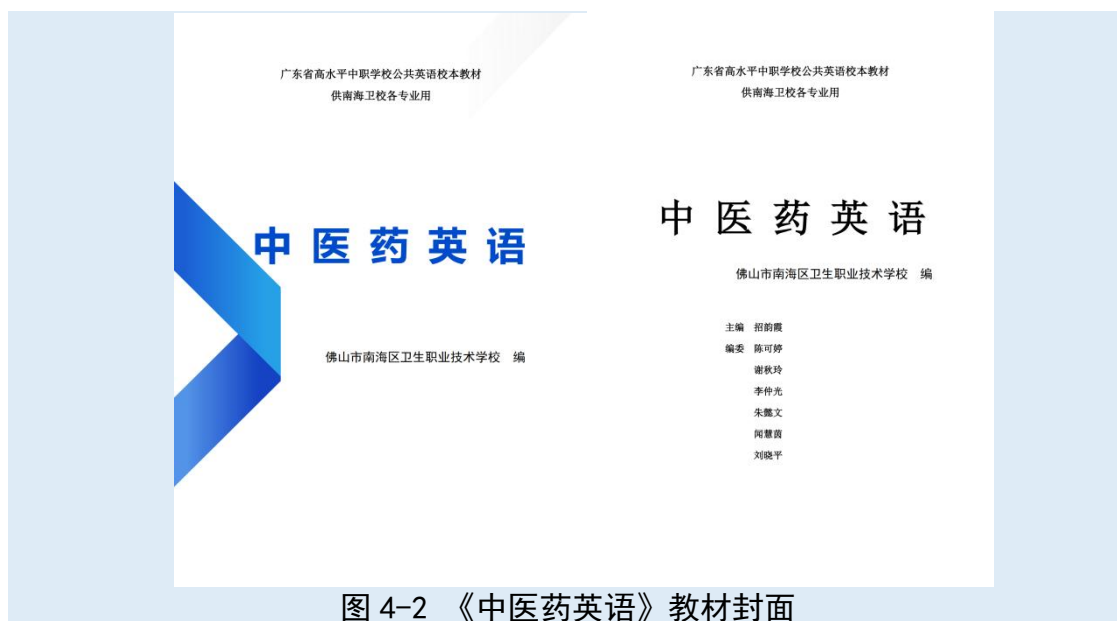 广东省高水平中职学校公共英语校本教材
供南海卫校各专业用
中医药英语
佛山市南海区卫生职业技术学校 编
广东省高水平中职学校公共英语校本教材
供南海卫校各专业用
中医药英语
佛山市南海区卫生职业技术学校 编
主编 招韵霞
编委 陈可婷
谢秋玲
李仲光
朱懿文
闻慧茵
刘晓平
图 4-2 《中医药英语》教材封面